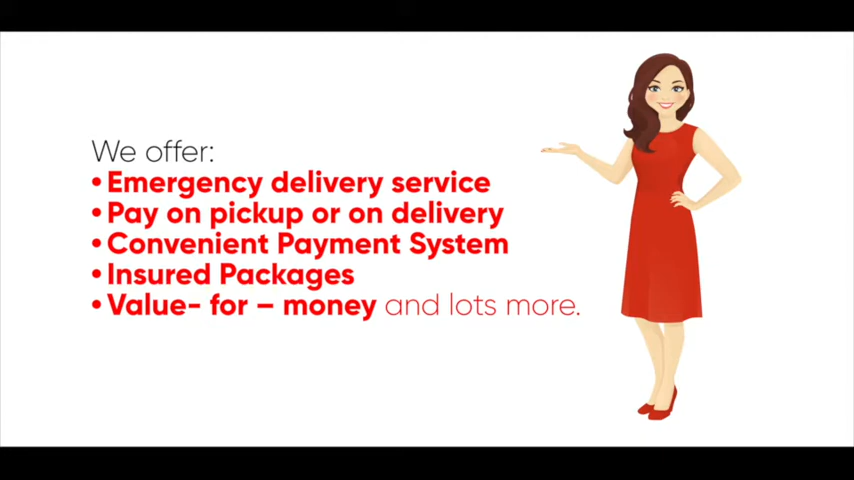 We offer:
• Emergency delivery service
• Pay on pickup or on delivery
• Convenient Payment System
• Insured Packages
• Value- for – money and lots more.